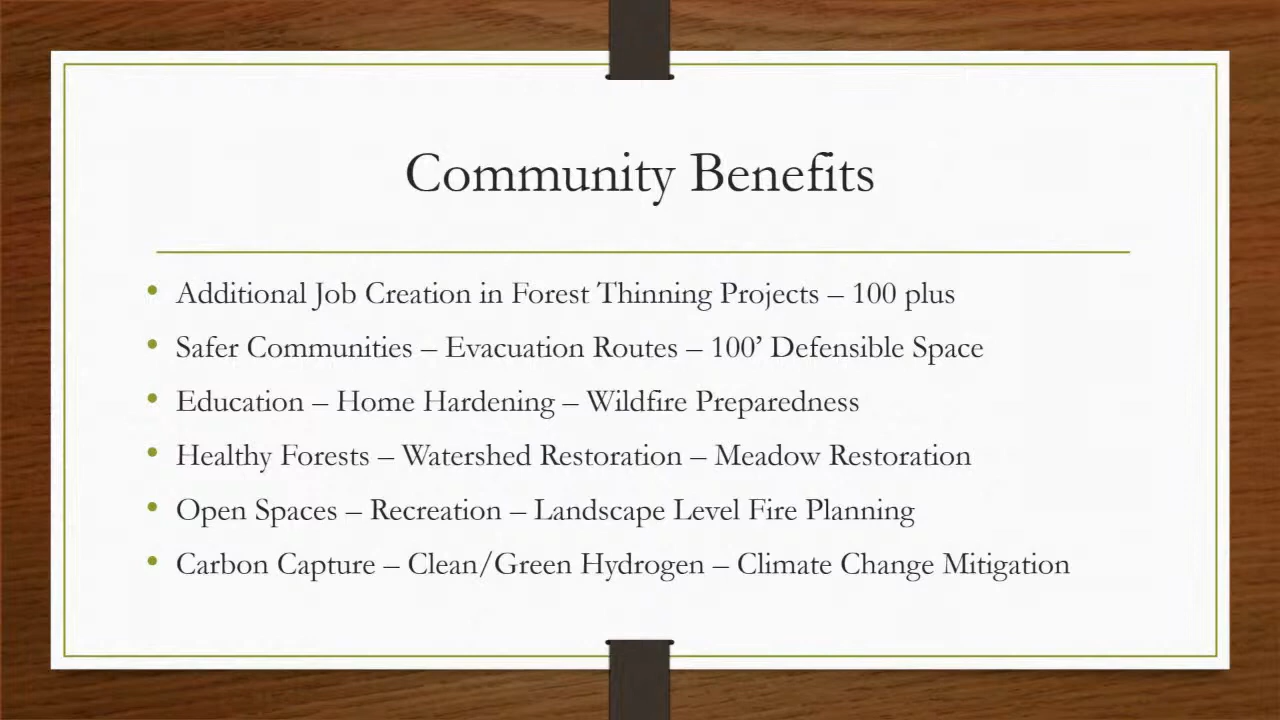 Community Benefits
• Additional Job Creation in Forest Thinning Projects – 100 plus
• Safer Communities – Evacuation Routes – 100’ Defensible Space
• Education – Home Hardening – Wildfire Preparedness
• Healthy Forests – Watershed Restoration – Meadow Restoration
• Open Spaces – Recreation – Landscape Level Fire Planning
• Carbon Capture – Clean/Green Hydrogen – Climate Change Mitigation